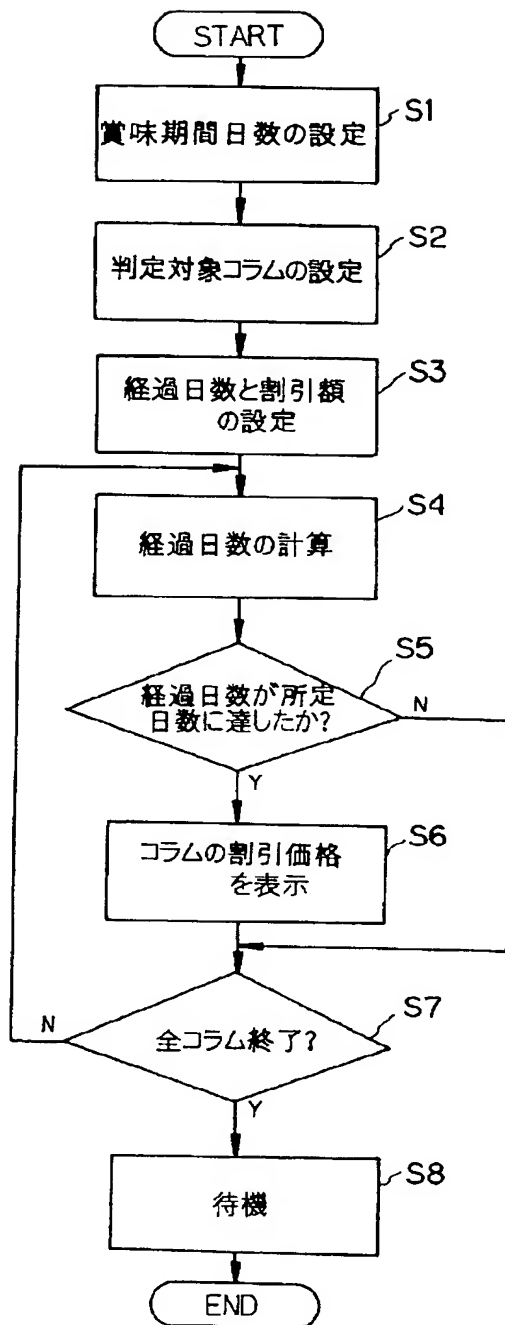 START
賞味期間日数の設定
S1
判定対象コラムの設定
S2
経過日数と割引額
の設定
S3
経過日数の計算
S4
経過日数が所定
日数に達したか?
S5
N
Y
コラムの割引価格
を表示
S6
全コラム終了?
S7
N
Y
待機
S8
END